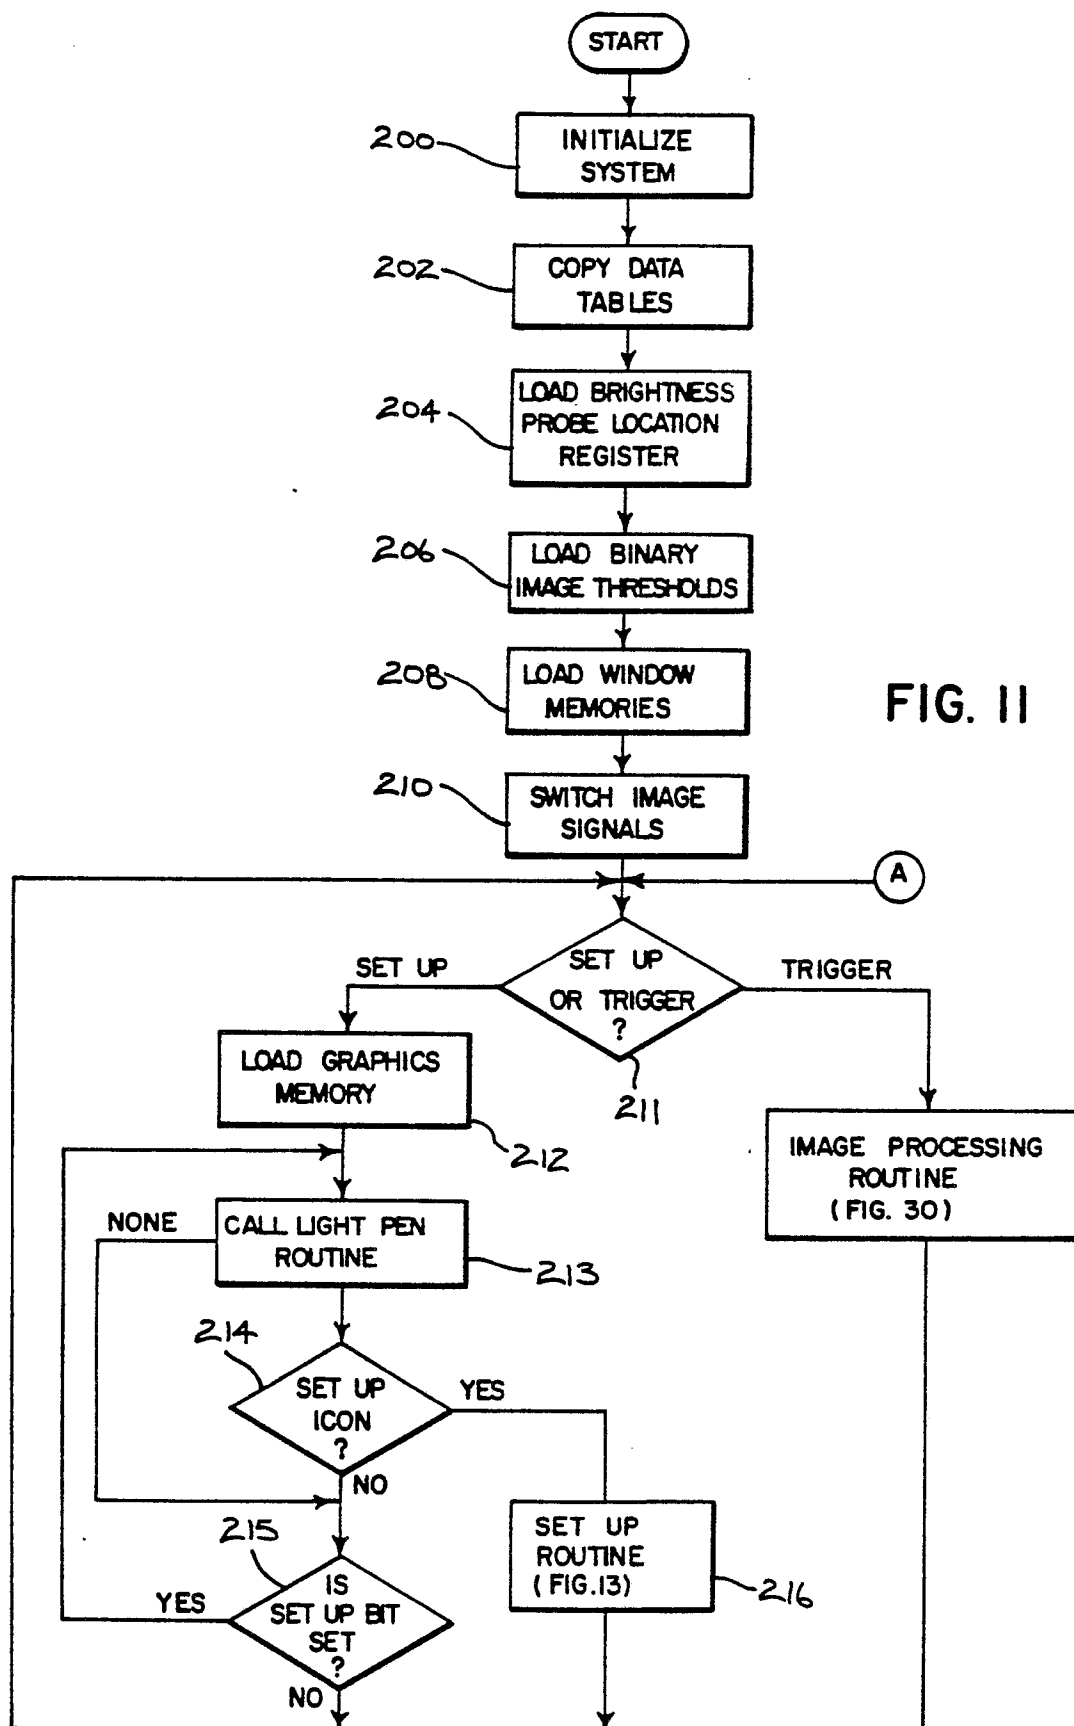 START
200
INITIALIZE
SYSTEM
202
COPY DATA
TABLES
204
LOAD BRIGHTNESS
PROBE LOCATION
REGISTER
206
LOAD BINARY
IMAGE THRESHOLDS
208
LOAD WINDOW
MEMORIES
FIG. 11
210
SWITCH IMAGE
SIGNALS
A
SET UP
SET UP
OR TRIGGER
?
TRIGGER
211
LOAD GRAPHICS
MEMORY
212
IMAGE PROCESSING
ROUTINE
(FIG. 30)
NONE
CALL LIGHT PEN
ROUTINE
213
214
SET UP
ICON
?
YES
NO
215
SET UP
ROUTINE
(FIG.13)
216
IS
SET UP BIT
SET
?
YES
NO